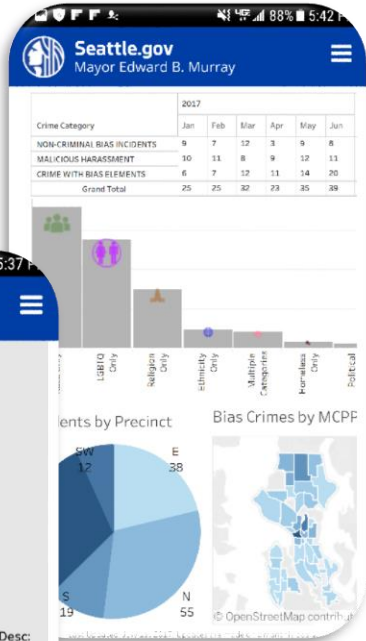 88% 5:42 P
Seattle.gov
Mayor Edward B. Murray
2017
Crime Category Jan Feb Mar Apr May Jun
NON-CRIMINAL BIAS INCIDENTS 9 7 12 3 9 8
MALICIOUS HARASSMENT 10 11 8 9 12 11
CRIME WITH BIAS ELEMENTS 6 7 12 11 14 20
Grand Total 25 25 32 23 35 39
5:37 P
Only
LGBTQ Only
Religion Only
Ethnicity Only
Multiple Categories
Homeless Only
Political
ents by Precinct
Bias Crimes by MCPP
SW
12
E
38
S
19
N
55
© OpenStreetMap contribut
Desc: